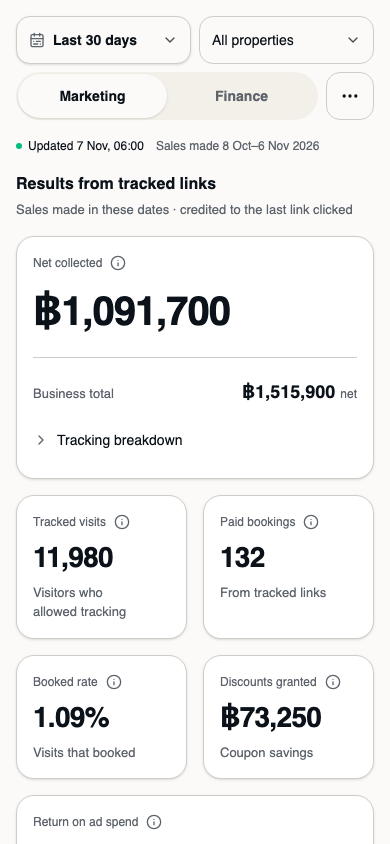 Last 30 days
All properties
Marketing
Finance
Updated 7 Nov, 06:00 Sales made 8 Oct–6 Nov 2026
Results from tracked links
Sales made in these dates · credited to the last link clicked
Net collected
฿1,091,700
Business total ฿1,515,900 net
Tracking breakdown
Tracked visits
11,980
Visitors who
allowed tracking
Paid bookings
132
From tracked links
Booked rate
1.09%
Visits that booked
Discounts granted
฿73,250
Coupon savings
Return on ad spend